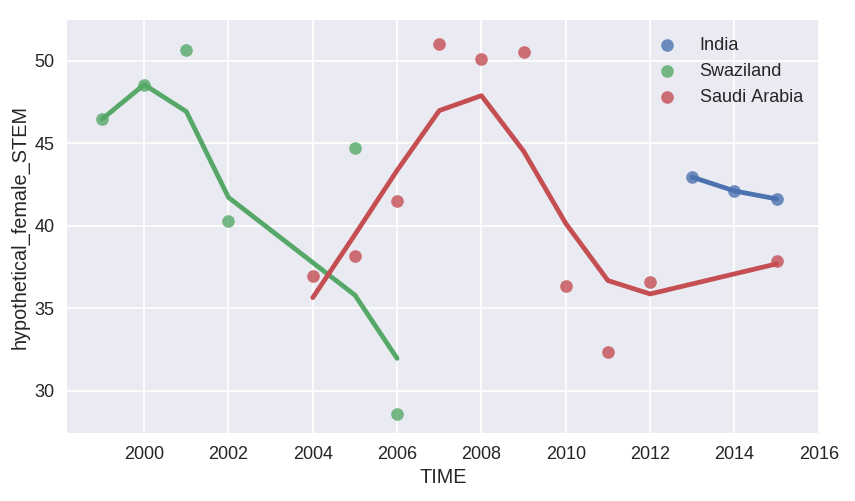 India
Swaziland
Saudi Arabia
50
45
40
35
30
hypothetical_female_STEM
2000 2002 2004 2006 2008 2010 2012 2014 2016
TIME